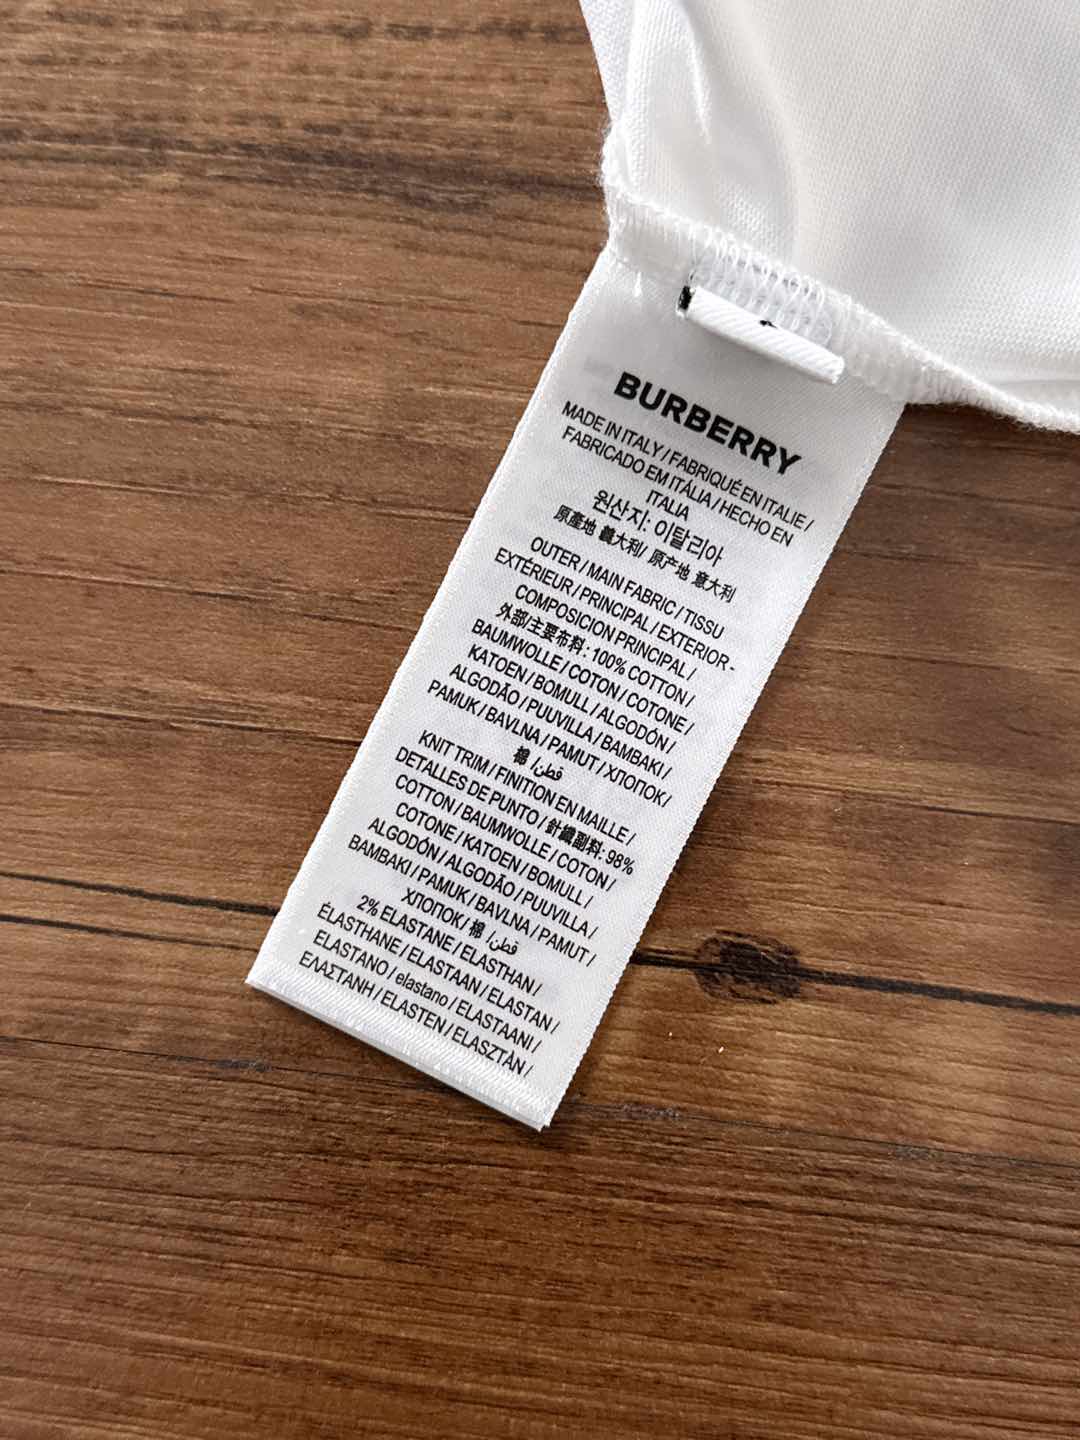 BURBERRY
MADE IN ITALY / FABRIQUÉ EN ITALIE /
FABRICADO EM ITÁLIA / HECHO EN
ITALIA
원산지: 이탈리아
原產地 義大利/ 原产地 意大利
OUTER / MAIN FABRIC / TISSU
EXTÉRIEUR / PRINCIPAL / EXTERIOR -
COMPOSICION PRINCIPAL /
外部/主要布料: 100% COTTON /
BAUMWOLLE / COTON / COTONE /
KATOEN / BOMULL / ALGODÓN /
ALGODÃO / PUUVILLA / BAMBAKI /
PAMUK / BAVLNA / PAMUT / ХЛОПОК /
棉 / قطن
KNIT TRIM / FINITION EN MAILLE /
DETALLES DE PUNTO / 針織副料: 98%
COTTON / BAUMWOLLE / COTON /
COTONE / KATOEN / BOMULL /
ALGODÓN / ALGODÃO / PUUVILLA /
BAMBAKI / PAMUK / BAVLNA / PAMUT /
ХЛОПОК / 棉 / قطن
2% ELASTANE / ELASTHAN /
ÉLASTHANE / ELASTAAN / ELASTAN /
ELASTANO / elastano / ELASTAANI /
ΕΛΑΣΤΑΝΗ / ELASTEN / ELASZTÁN /